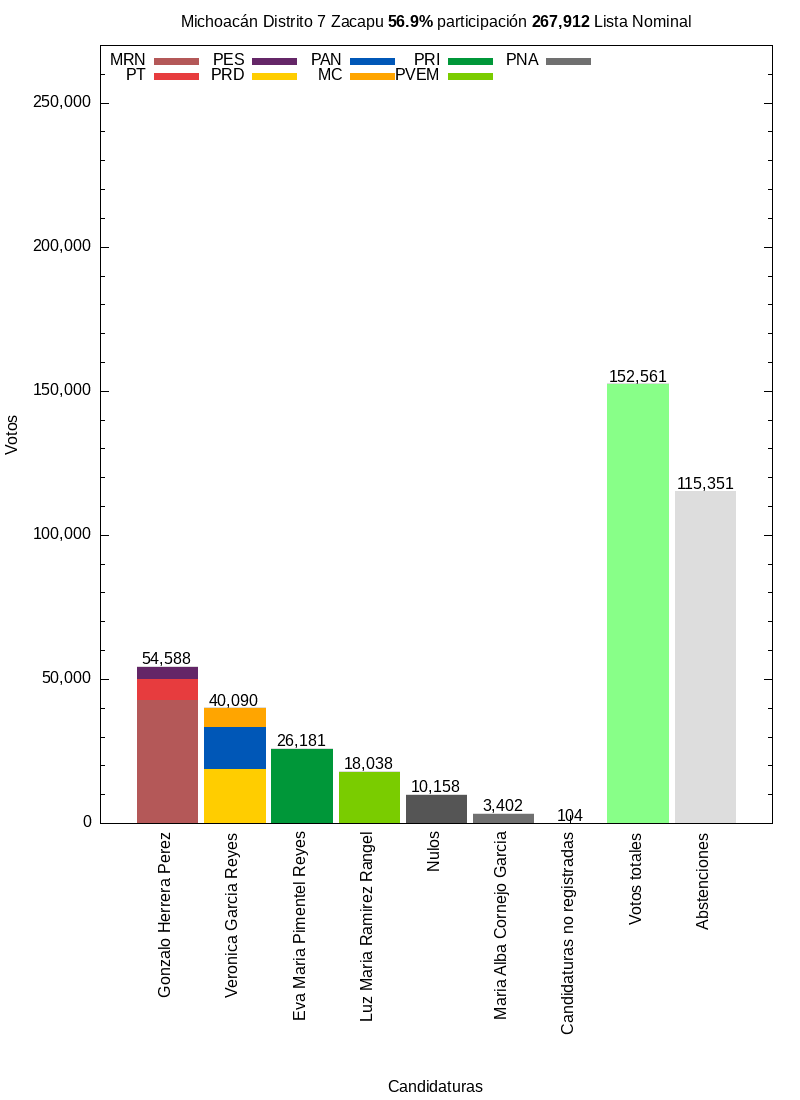 Michoacán Distrito 7 Zacapu 56.9% participación 267,912 Lista Nominal
MRN PES PAN PRI PNA
PT PRD MC PVEM
250,000
200,000
150,000
100,000
50,000
0
Votos
54,588
40,090
26,181
18,038
10,158
3,402
104
152,561
115,351
Gonzalo Herrera Perez
Veronica Garcia Reyes
Eva Maria Pimentel Reyes
Luz Maria Ramirez Rangel
Nulos
Maria Alba Cornejo Garcia
Candidaturas no registradas
Votos totales
Abstenciones
Candidaturas